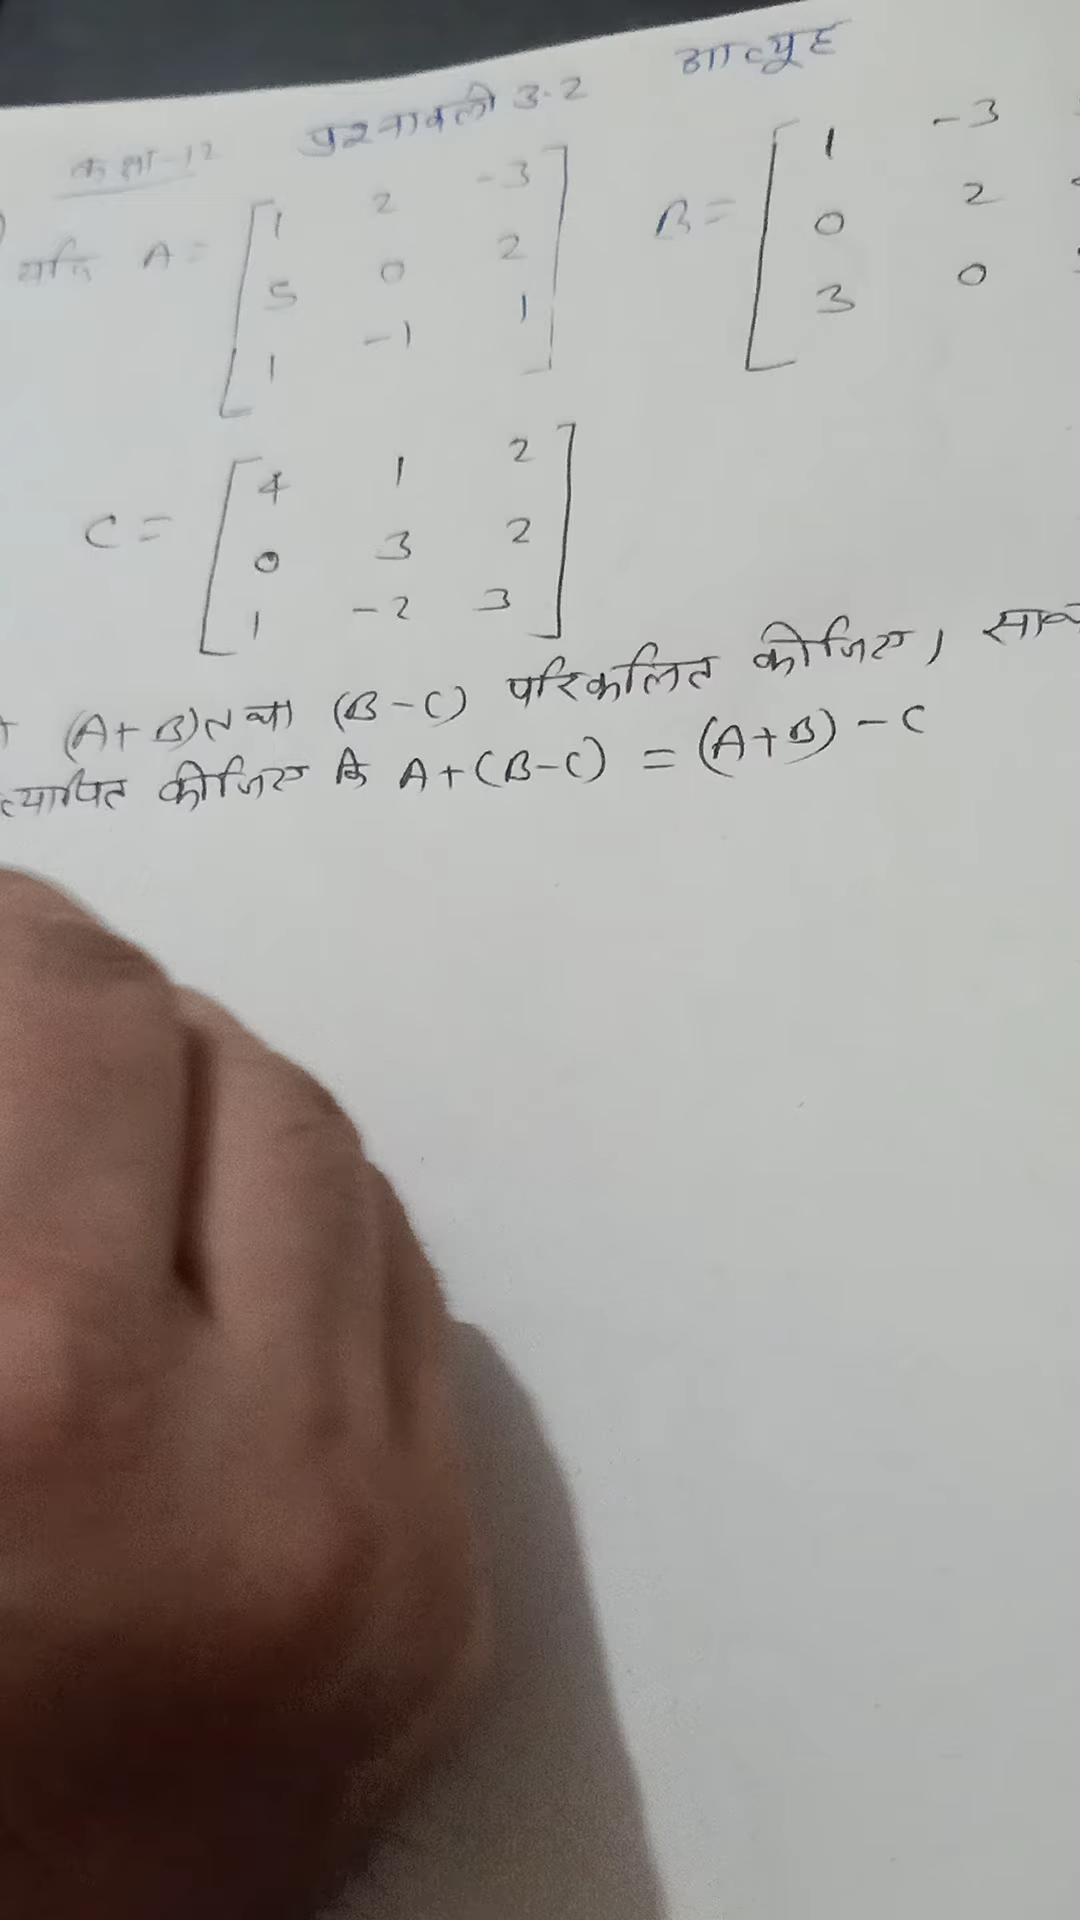 आव्यूह
कक्षा-12 प्रश्नावली 3.2
यदि A = [1 2 -3 B = [1 -3
5 0 2 0 2
1 -1 1] 3 0
C = [4 1 2
0 3 2
1 -2 3]
(A+B) तथा (B-C) परिकलित कीजिए,
कीजिए कि A+(B-C) = (A+B) - C